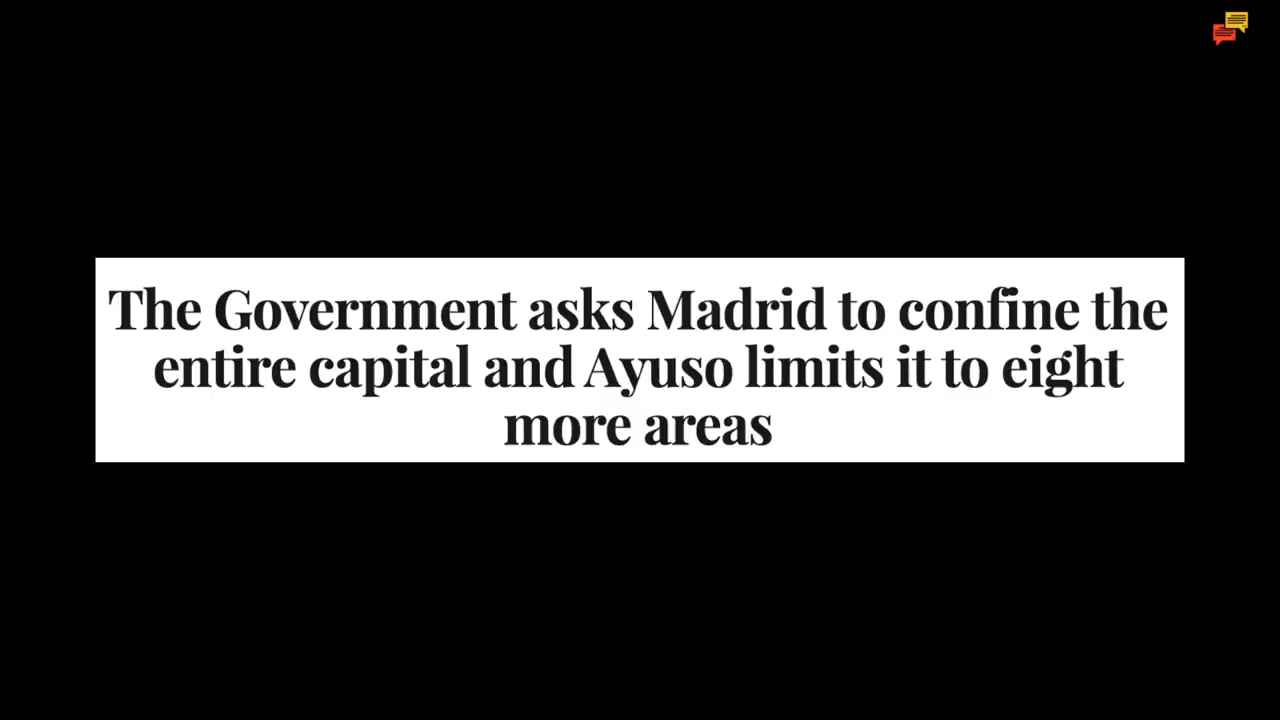 The Government asks Madrid to confine the
entire capital and Ayuso limits it to eight
more areas